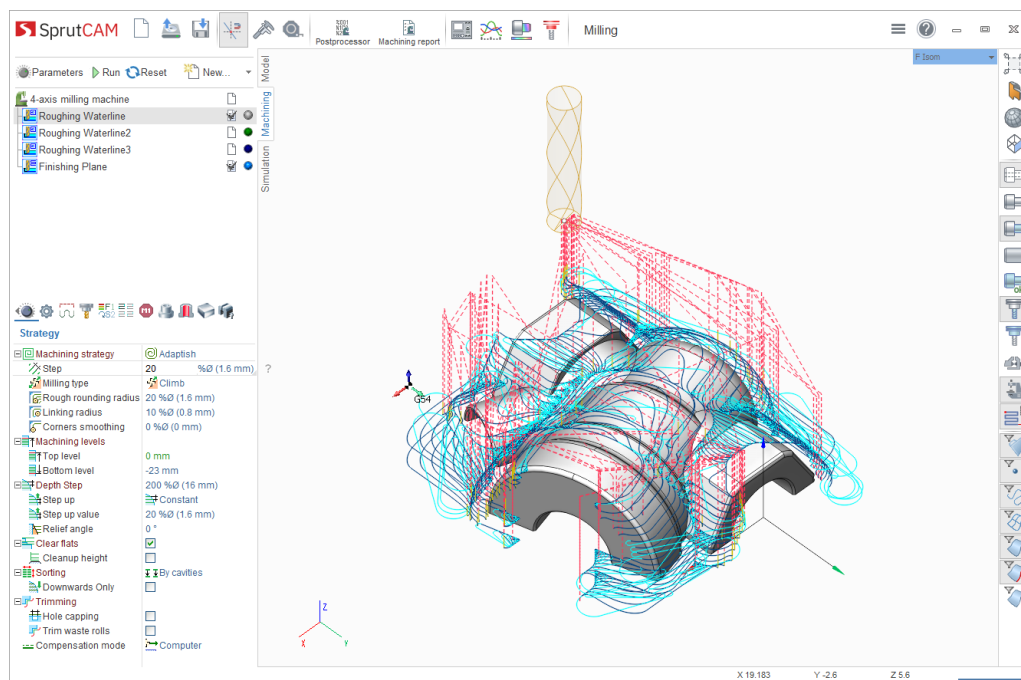 SprutCAM
Postprocessor
Machining report
Milling
Parameters Run Reset New...
4-axis milling machine
Roughing Waterline
Roughing Waterline2
Roughing Waterline3
Finishing Plane
Model
Machining
Simulation
F Isom
Strategy
Machining strategy Adaptish
Step 20 %Ø (1.6 mm) ?
Milling type Climb
Rough rounding radius 20 %Ø (1.6 mm)
Linking radius 10 %Ø (0.8 mm)
Corners smoothing 0 %Ø (0 mm)
Machining levels
Top level 0 mm
Bottom level -23 mm
Depth Step 200 %Ø (16 mm)
Step up Constant
Step up value 20 %Ø (1.6 mm)
Relief angle 0 °
Clear flats
Cleanup height
Sorting By cavities
Downwards Only
Trimming
Hole capping
Trim waste rolls
Compensation mode Computer
G54
Z
X
Y
X 19.183 Y -2.6 Z 5.6